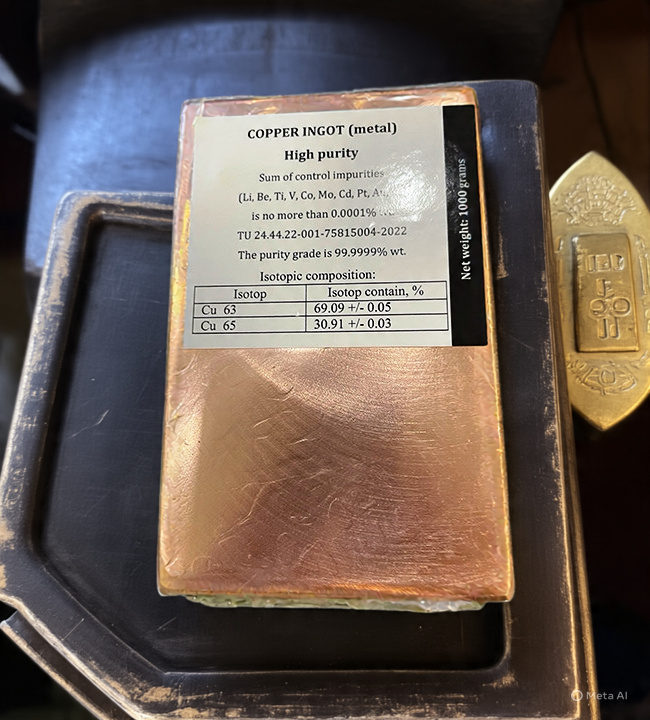 COPPER INGOT (metal)
High purity
Sum of control impurities
(Li, Be, Ti, V, Co, Mo, Cd, Pt,
is no more than 0.0001%
TU 24.44.22-001-75815004-2022
The purity grade is 99.9999% wt.
Isotopic composition:
Isotop Isotop contain, %
Cu 63 69.09 +/- 0.05
Cu 65 30.91 +/- 0.03
Net weight: 1000 grams
Meta AI